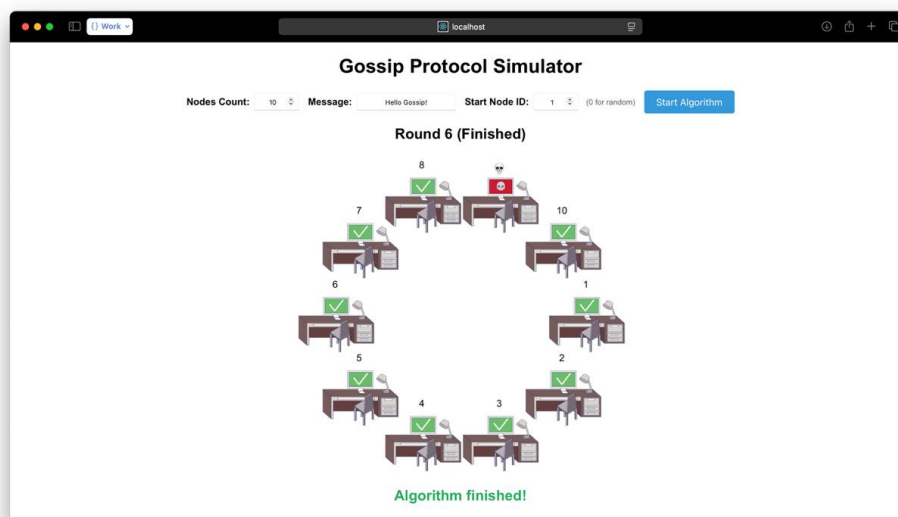 {} Work
localhost
Gossip Protocol Simulator
Nodes Count: 10 Message: Hello Gossip! Start Node ID: 1 (0 for random) Start Algorithm
Round 6 (Finished)
8
7 10
6 1
5 2
4 3
Algorithm finished!